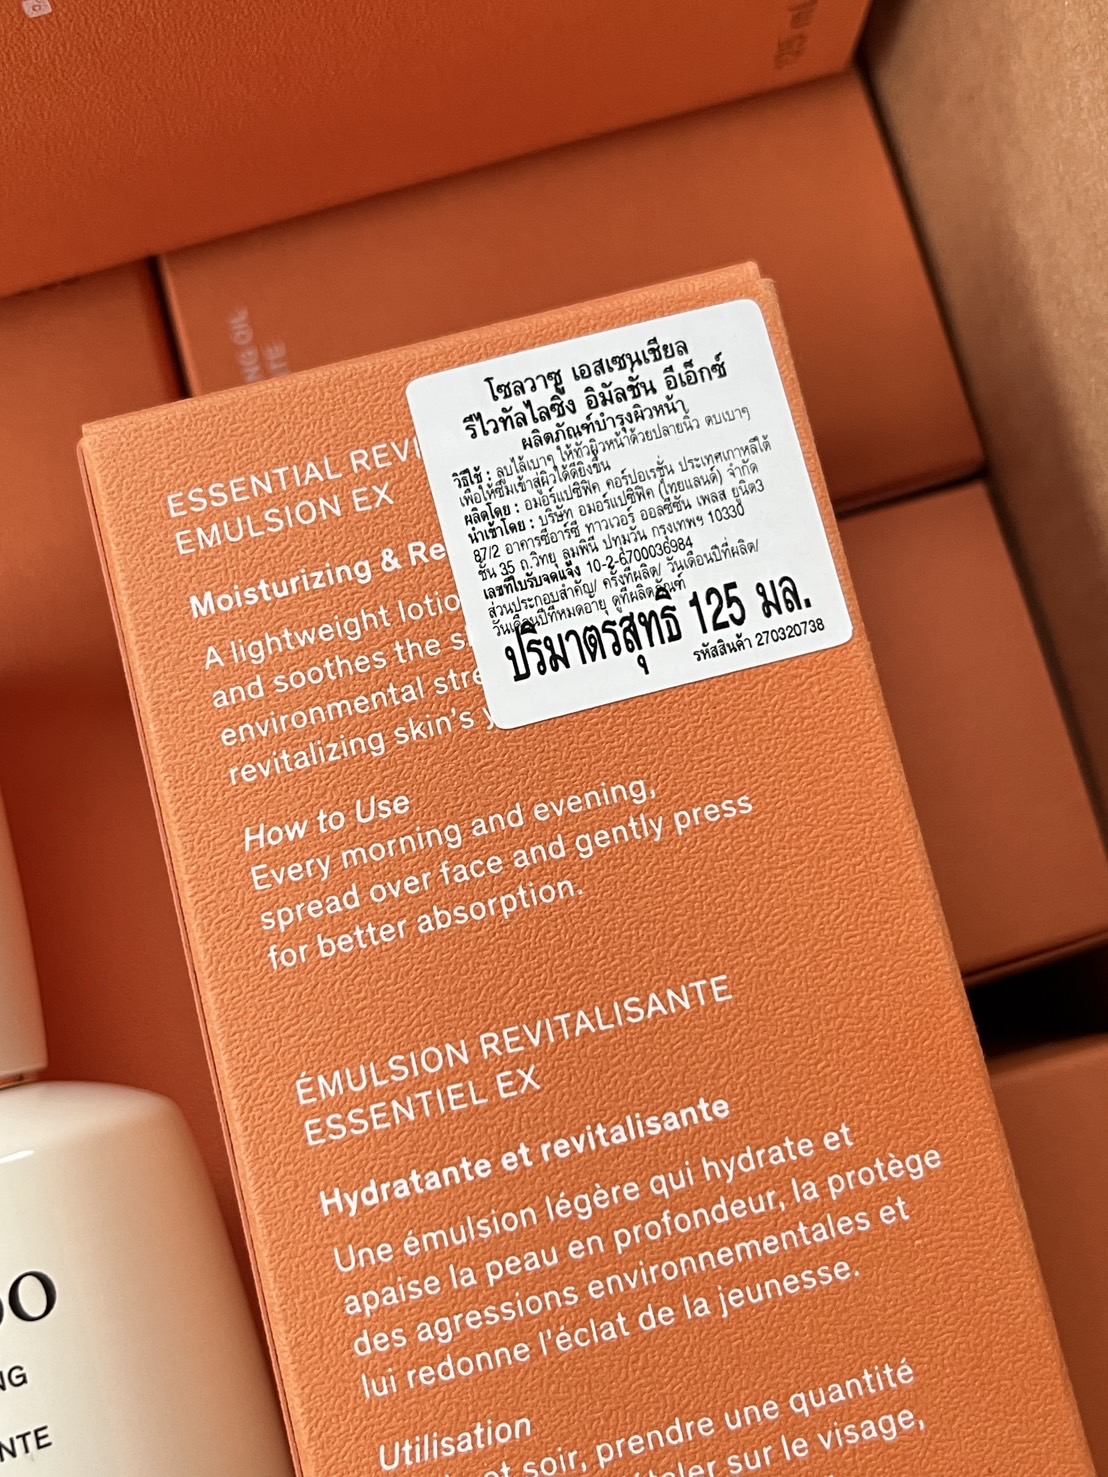 125 mL
NG OIL
TE
ESSENTIAL REVI
EMULSION EX
Moisturizing & Re
A lightweight lotio
and soothes the s
environmental stre
revitalizing skin's y
How to Use
Every morning and evening,
spread over face and gently press
for better absorption.
โซลวาซู เอสเซนเชียล
รีไวทัลไลซิ่ง อิมัลชั่น อีเอ็กซ์
ผลิตภัณฑ์บำรุงผิวหน้า
วิธีใช้ : ลูบไล้เบาๆ ให้ทั่วผิวหน้าด้วยปลายนิ้ว ตบเบาๆ
เพื่อให้ซึมเข้าสู่ผิวได้ดียิ่งขึ้น
ผลิตโดย : อมอร์แปซิฟิค คอร์ปอเรชั่น ประเทศเกาหลีใต้
นำเข้าโดย : บริษัท อมอร์แปซิฟิค (ไทยแลนด์) จำกัด
87/2 อาคารซีอาร์ซี ทาวเวอร์ ออลซีซั่น เพลส ยูนิต3
ชั้น 35 ถ.วิทยุ ลุมพินี ปทุมวัน กรุงเทพฯ 10330
เลขที่ใบรับจดแจ้ง 10-2-6700036984
ส่วนประกอบสำคัญ/ ครั้งที่ผลิต/ วันเดือนปีที่ผลิต/
วันเดือนปีที่หมดอายุ ดูที่ผลิตภัณฑ์
ปริมาตรสุทธิ 125 มล.
รหัสสินค้า 270320738
ÉMULSION REVITALISANTE
ESSENTIEL EX
Hydratante et revitalisante
Une émulsion légère qui hydrate et
apaise la peau en profondeur, la protège
des agressions environnementales et
lui redonne l'éclat de la jeunesse.
Utilisation
et soir, prendre une quantité
sur le visage,
oo
NG
NTE